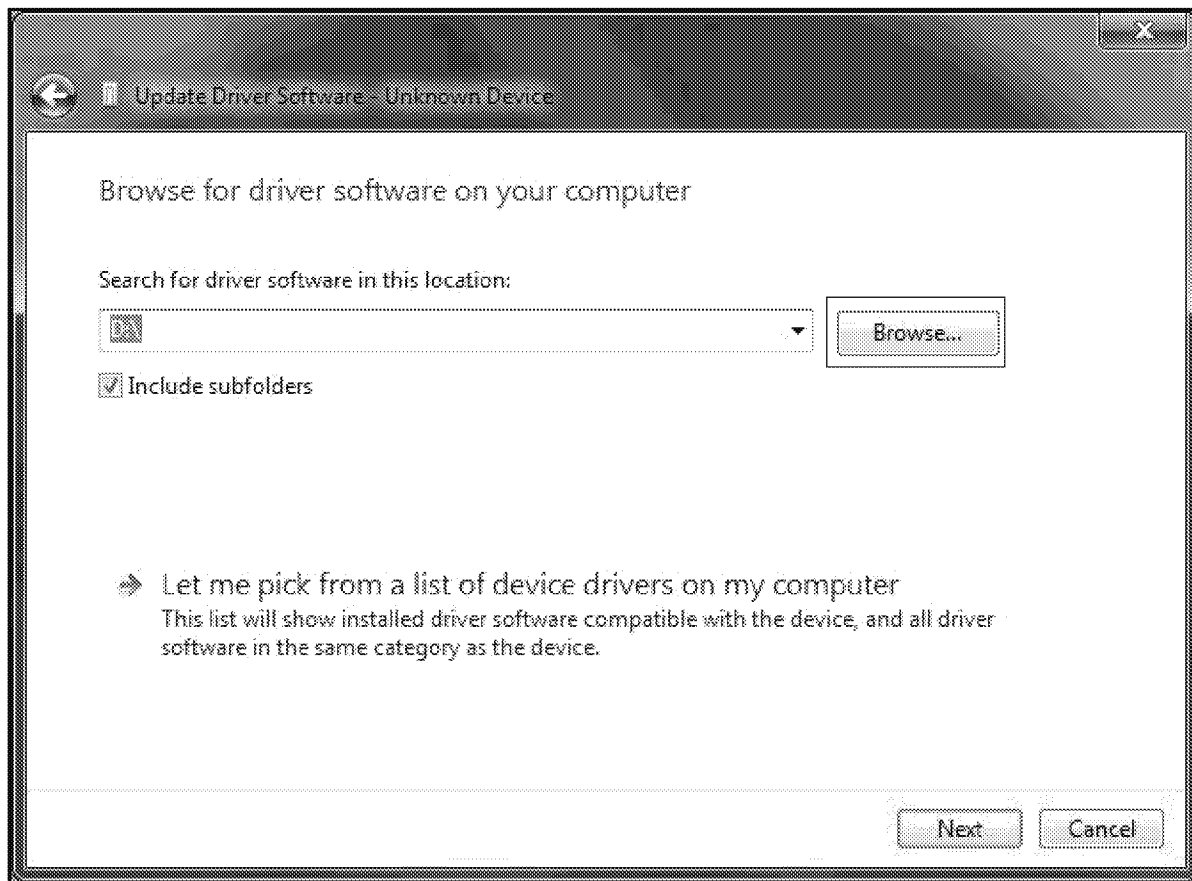 Update Driver Software - Unknown Device
Browse for driver software on your computer
Search for driver software in this location:
Browse...
Include subfolders
Let me pick from a list of device drivers on my computer
This list will show installed driver software compatible with the device, and all driver
software in the same category as the device.
Next
Cancel